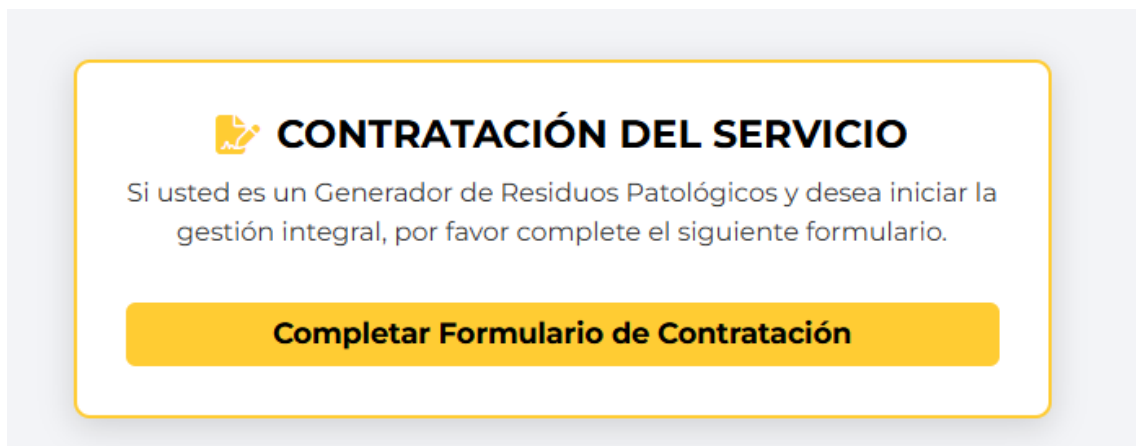 CONTRATACIÓN DEL SERVICIO
Si usted es un Generador de Residuos Patológicos y desea iniciar la
gestión integral, por favor complete el siguiente formulario.
Completar Formulario de Contratación